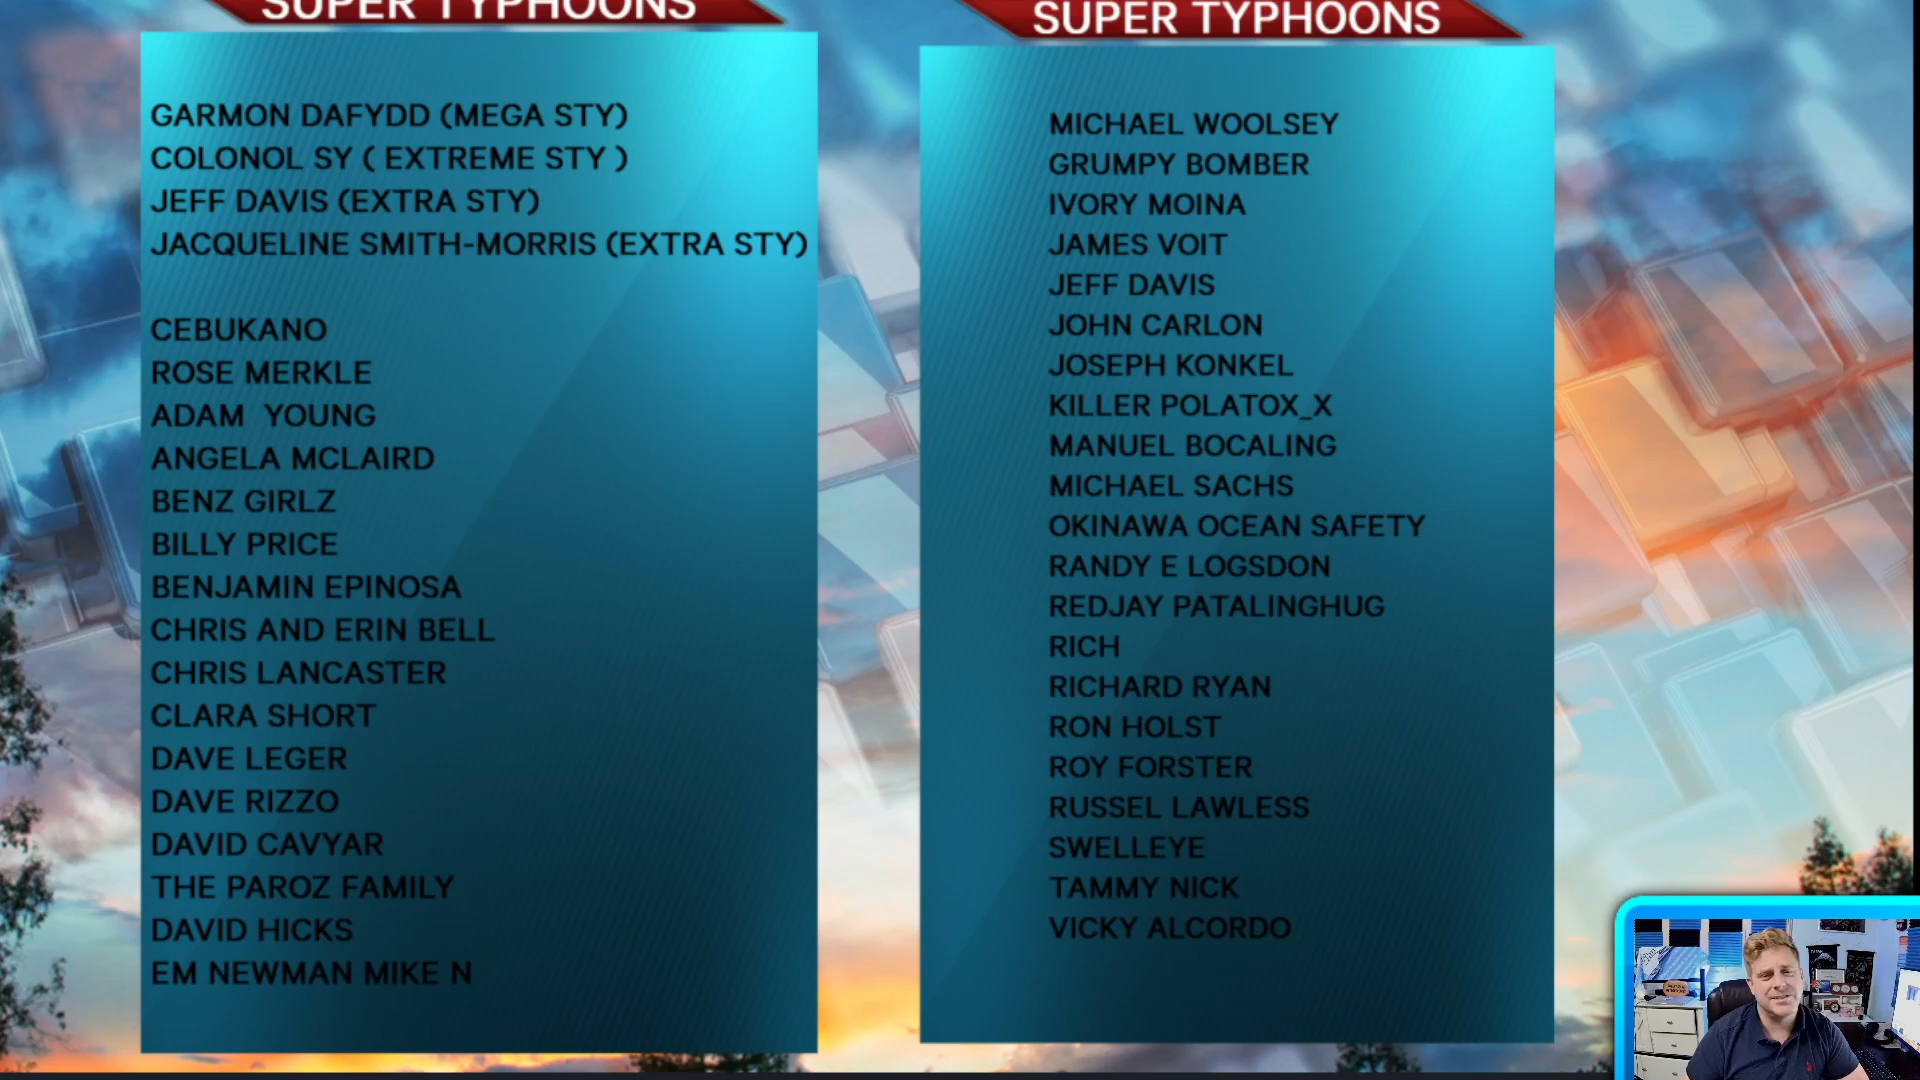 SUPER TYPHOONS
GARMON DAFYDD (MEGA STY)
COLONOL SY ( EXTREME STY )
JEFF DAVIS (EXTRA STY)
JACQUELINE SMITH-MORRIS (EXTRA STY)
CEBUKANO
ROSE MERKLE
ADAM  YOUNG
ANGELA MCLAIRD
BENZ GIRLZ
BILLY PRICE
BENJAMIN EPINOSA
CHRIS AND ERIN BELL
CHRIS LANCASTER
CLARA SHORT
DAVE LEGER
DAVE RIZZO
DAVID CAVYAR
THE PAROZ FAMILY
DAVID HICKS
EM NEWMAN MIKE N
SUPER TYPHOONS
MICHAEL WOOLSEY
GRUMPY BOMBER
IVORY MOINA
JAMES VOIT
JEFF DAVIS
JOHN CARLON
JOSEPH KONKEL
KILLER POLATOX_X
MANUEL BOCALING
MICHAEL SACHS
OKINAWA OCEAN SAFETY
RANDY E LOGSDON
REDJAY PATALINGHUG
RICH
RICHARD RYAN
RON HOLST
ROY FORSTER
RUSSEL LAWLESS
SWELLEYE
TAMMY NICK
VICKY ALCORDO